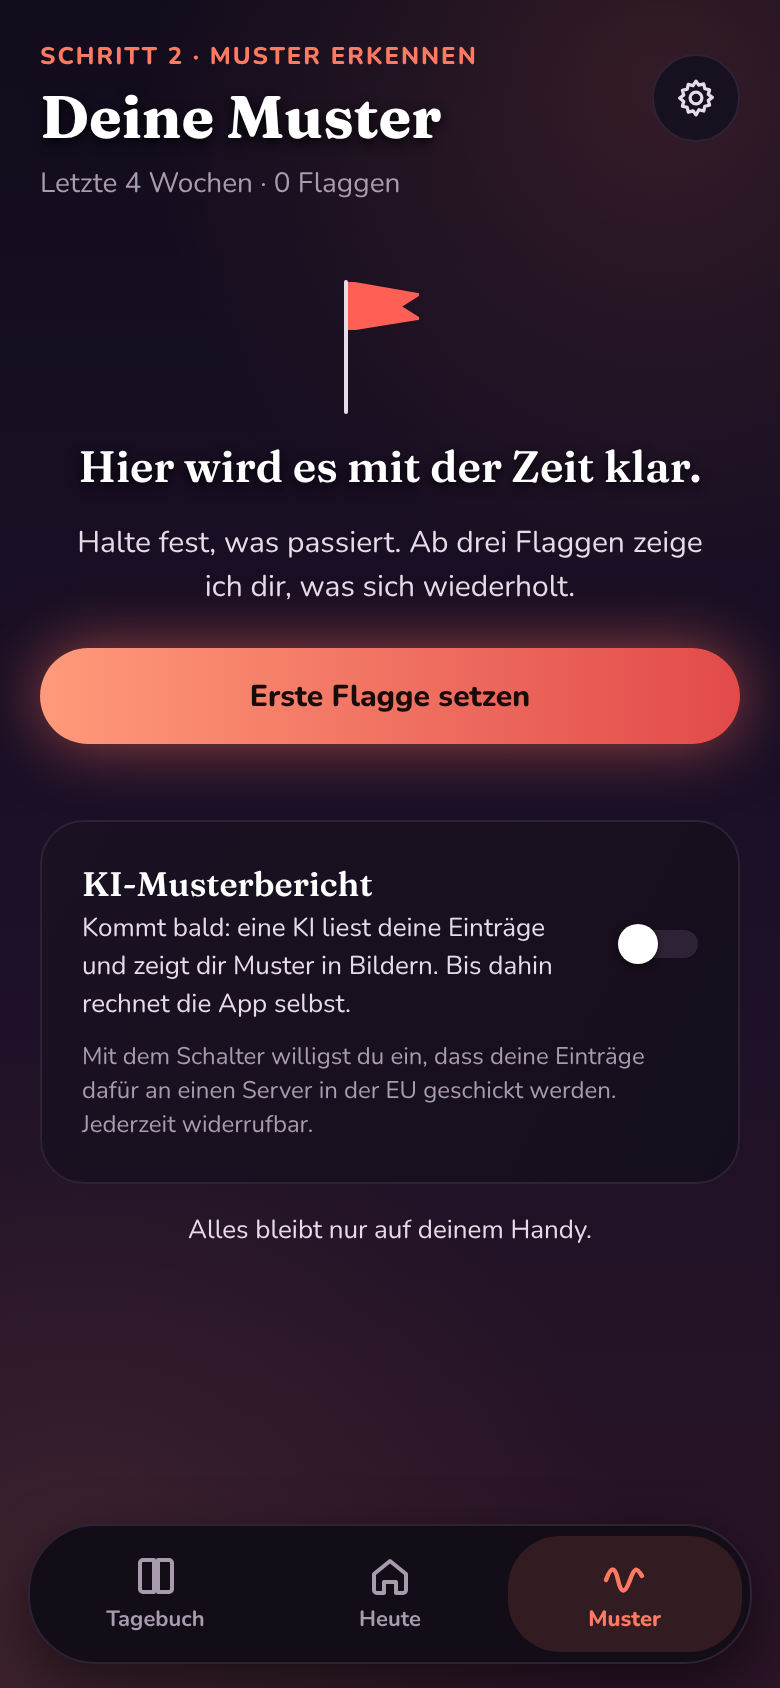 SCHRITT 2 · MUSTER ERKENNEN
Deine Muster
Letzte 4 Wochen · 0 Flaggen
Hier wird es mit der Zeit klar.
Halte fest, was passiert. Ab drei Flaggen zeige
ich dir, was sich wiederholt.
Erste Flagge setzen
KI-Musterbericht
Kommt bald: eine KI liest deine Einträge
und zeigt dir Muster in Bildern. Bis dahin
rechnet die App selbst.
Mit dem Schalter willigst du ein, dass deine Einträge
dafür an einen Server in der EU geschickt werden.
Jederzeit widerrufbar.
Alles bleibt nur auf deinem Handy.
Tagebuch
Heute
Muster